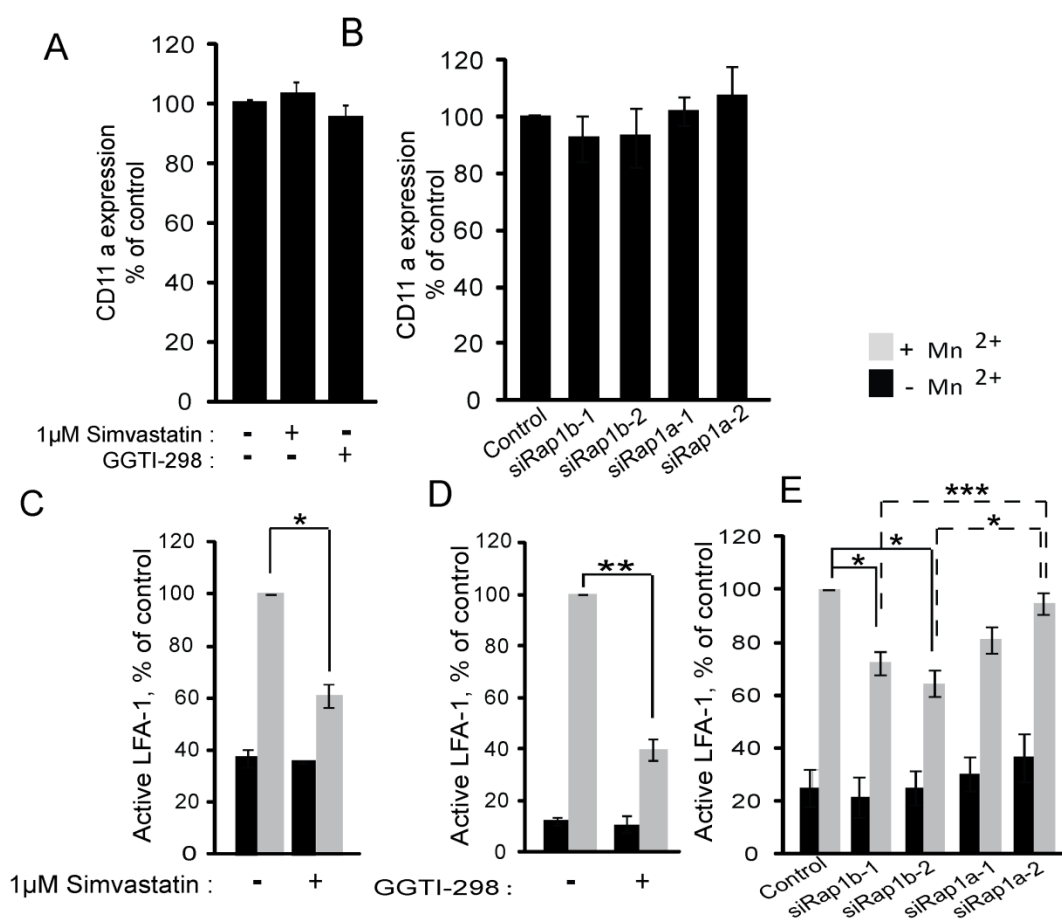 A
B
120
100
80
60
40
20
0
CD11 a expression
% of control
120
100
80
60
40
20
0
CD11 a expression
% of control
+ Mn 2+
- Mn 2+
1µM Simvastatin : - + -
GGTI-298 : - - +
Control
siRap1b-1
siRap1b-2
siRap1a-1
siRap1a-2
C
D
E
120
100
80
60
40
20
0
Active LFA-1, % of control
*
1µM Simvastatin : - +
120
100
80
60
40
20
0
Active LFA-1, % of control
**
GGTI-298 : - +
120
100
80
60
40
20
0
Active LFA-1, % of control
***
*
*
*
Control
siRap1b-1
siRap1b-2
siRap1a-1
siRap1a-2